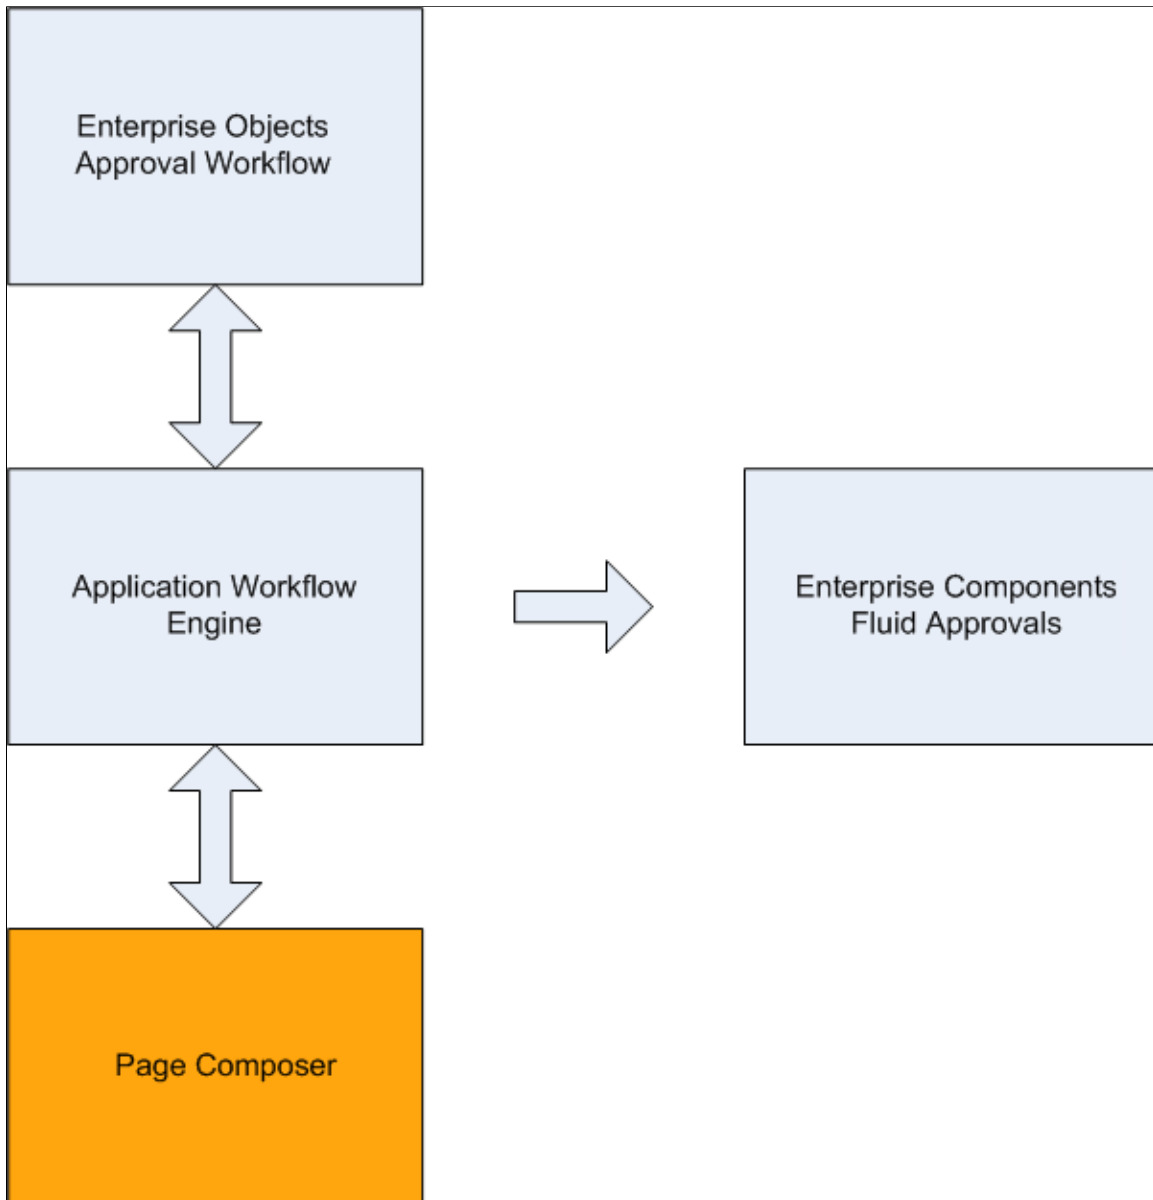 Enterprise Objects
Approval Workflow
Application Workflow
Engine
Enterprise Components
Fluid Approvals
Page Composer